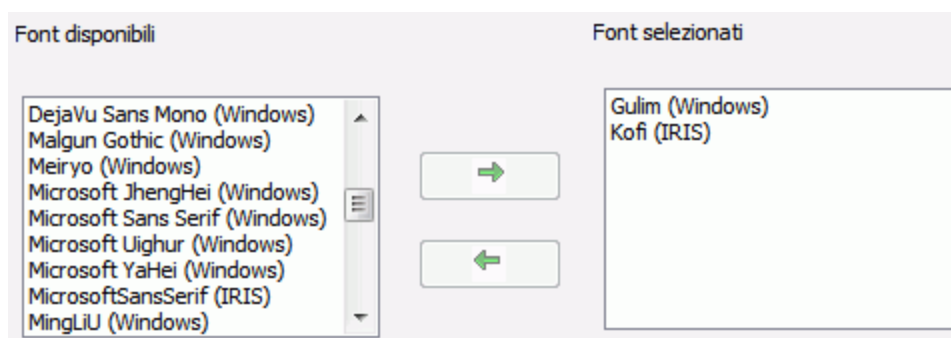 Font disponibili
Font selezionati
DejaVu Sans Mono (Windows)
Malgun Gothic (Windows)
Meiryo (Windows)
Microsoft JhengHei (Windows)
Microsoft Sans Serif (Windows)
Microsoft Uighur (Windows)
Microsoft YaHei (Windows)
MicrosoftSansSerif (IRIS)
MingLiU (Windows)
Gulim (Windows)
Kofi (IRIS)